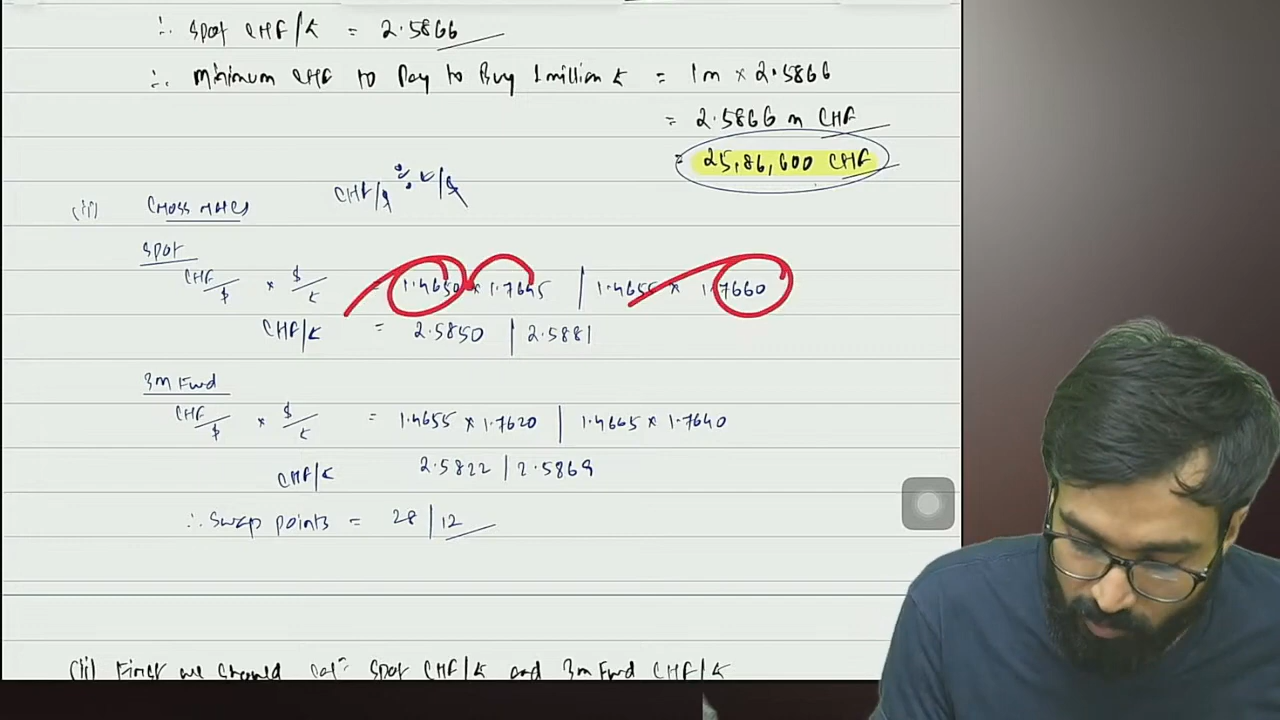 ∴ Spot CHF/£ = 2.5866
∴ Minimum CHF to Pay to Buy 1 million £ = 1m × 2.5866
= 2.5866 m CHF
= 25,86,600 CHF
CHF/$ ÷ £/$
(ii) Cross rates
Spot
CHF/$ × $/£ = 1.4650 × 1.7645 | 1.4655 × 1.7660
CHF/£ = 2.5850 | 2.5881
3m Fwd
CHF/$ × $/£ = 1.4655 × 1.7620 | 1.4665 × 1.7640
CHF/£ 2.5822 | 2.5869
∴ Swap points = 28 | 12
(ii) First we should calⁿ Spot CHF/£ and 3m Fwd CHF/£